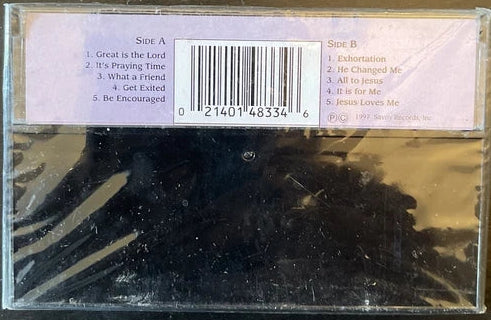 SIDE A
1. Great is the Lord
2. It's Praying Time
3. What a Friend
4. Get Exited
5. Be Encouraged
0 21401 48334 6
SIDE B
1. Exhortation
2. He Changed Me
3. All to Jesus
4. It is for Me
5. Jesus Loves Me
Ⓟ© 1997 Savoy Records, Inc.